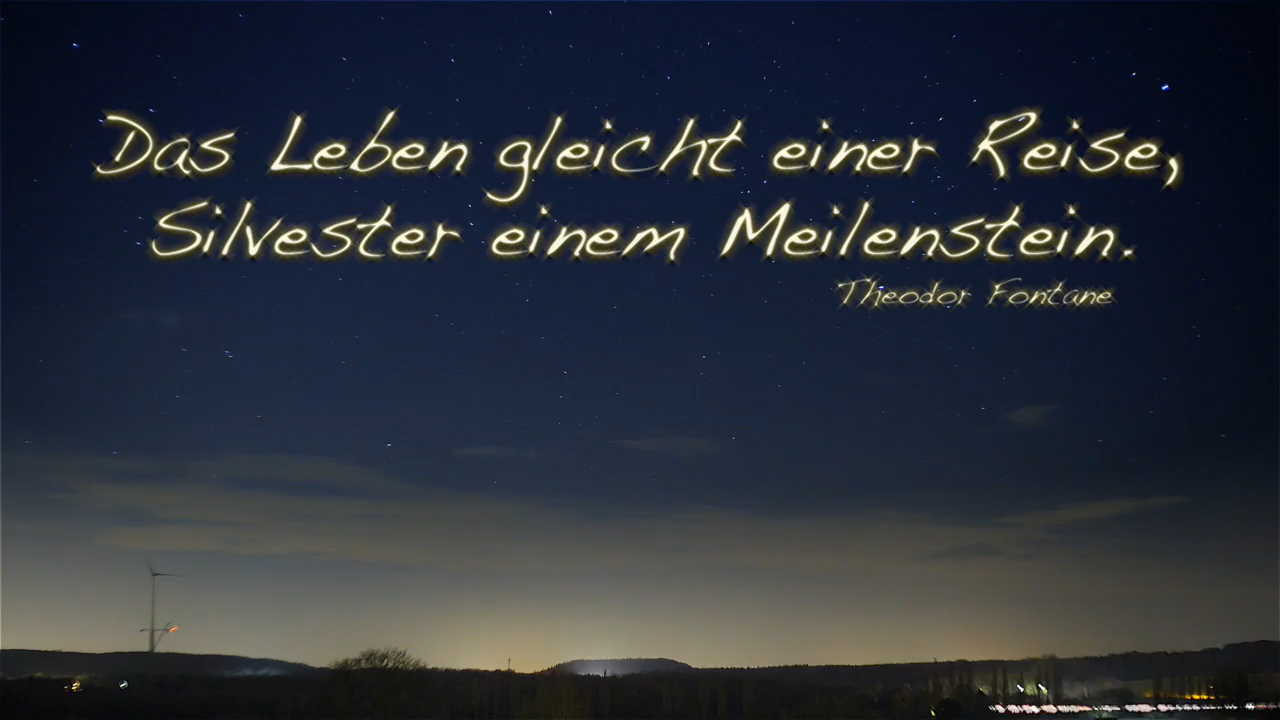 Das Leben gleicht einer Reise,
Silvester einem Meilenstein.
Theodor Fontane